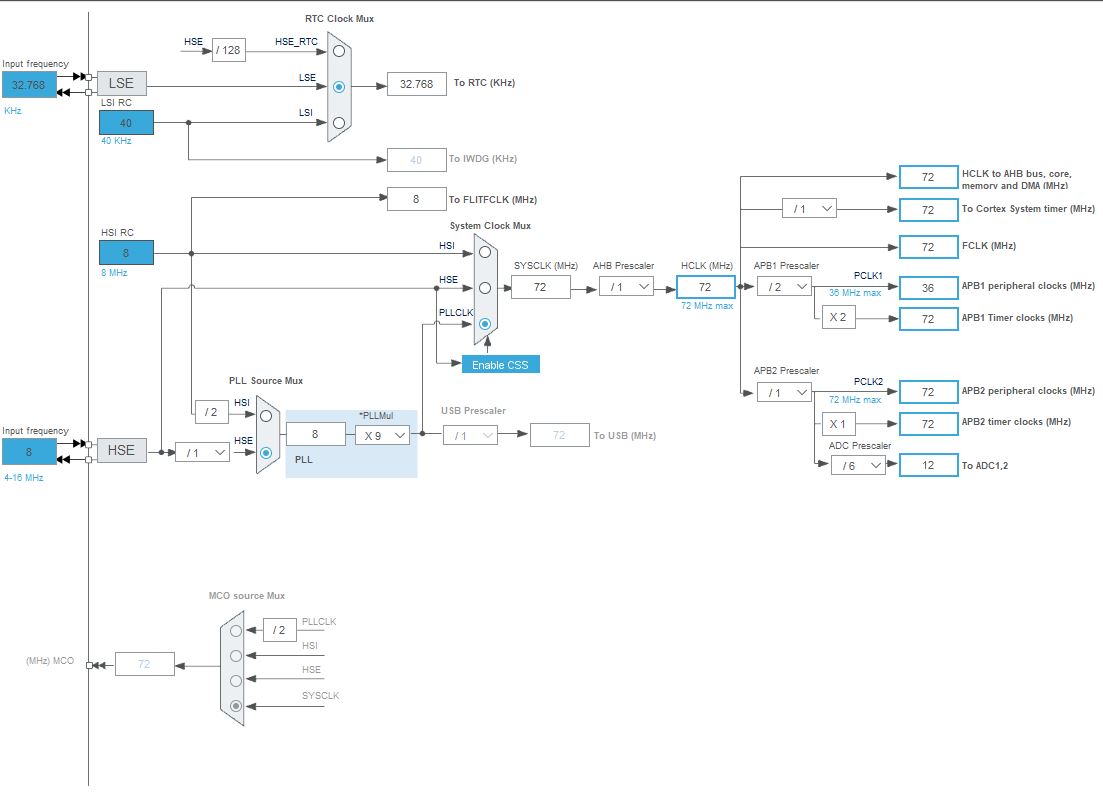 RTC Clock Mux
HSE
/ 128
HSE_RTC
Input frequency
32.768
KHz
LSE
LSE
32.768
To RTC (KHz)
LSI RC
40
40 KHz
LSI
40
To IWDG (KHz)
8
To FLITFCLK (MHz)
HSI RC
8
8 MHz
System Clock Mux
HSI
HSE
PLLCLK
Enable CSS
SYSCLK (MHz)
72
AHB Prescaler
/ 1
HCLK (MHz)
72
72 MHz max
72
HCLK to AHB bus, core,
memory and DMA (MHz)
/ 1
72
To Cortex System timer (MHz)
72
FCLK (MHz)
APB1 Prescaler
/ 2
PCLK1
36 MHz max
36
APB1 peripheral clocks (MHz)
X 2
72
APB1 Timer clocks (MHz)
APB2 Prescaler
/ 1
PCLK2
72 MHz max
72
APB2 peripheral clocks (MHz)
X 1
72
APB2 timer clocks (MHz)
ADC Prescaler
/ 6
12
To ADC1,2
PLL Source Mux
/ 2
HSI
Input frequency
8
4-16 MHz
HSE
/ 1
HSE
8
PLL
*PLLMul
X 9
USB Prescaler
/ 1
72
To USB (MHz)
MCO source Mux
/ 2
PLLCLK
HSI
HSE
SYSCLK
(MHz) MCO
72